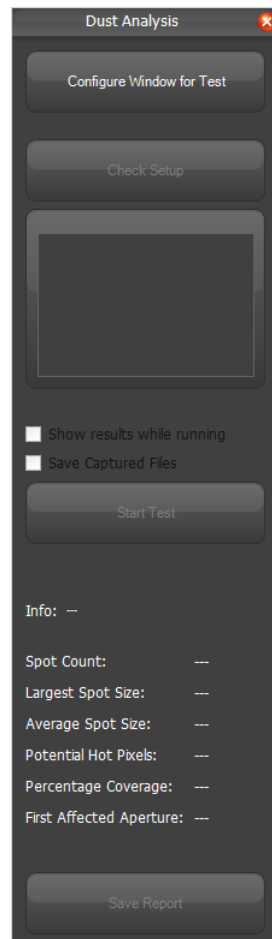 Dust Analysis
Configure Window for Test
Check Setup
Show results while running
Save Captured Files
Start Test
Info: ---
Spot Count: ---
Largest Spot Size: ---
Average Spot Size: ---
Potential Hot Pixels: ---
Percentage Coverage: ---
First Affected Aperture: ---
Save Report